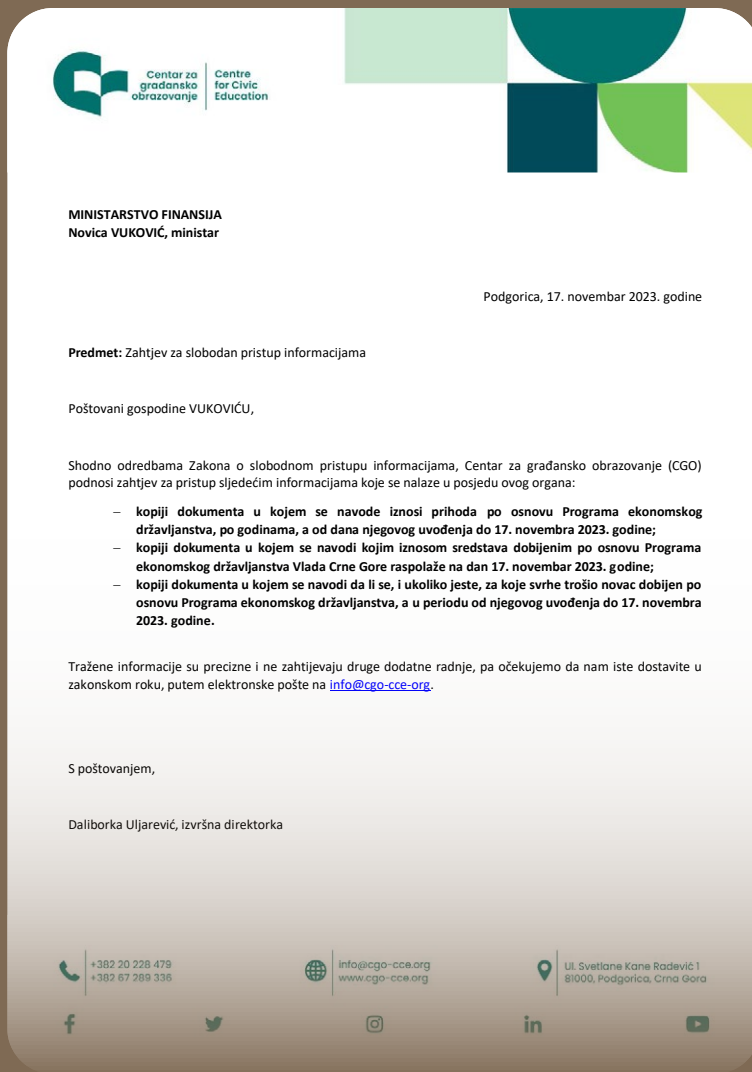 Centar za
građansko
obrazovanje
Centre
for Civic
Education
MINISTARSTVO FINANSIJA
Novica VUKOVIĆ, ministar
Podgorica, 17. novembar 2023. godine
Predmet: Zahtjev za slobodan pristup informacijama
Poštovani gospodine VUKOVIĆU,
Shodno odredbama Zakona o slobodnom pristupu informacijama, Centar za građansko obrazovanje (CGO)
podnosi zahtjev za pristup sljedećim informacijama koje se nalaze u posjedu ovog organa:
– kopiji dokumenta u kojem se navode iznosi prihoda po osnovu Programa ekonomskog
državljanstva, po godinama, a od dana njegovog uvođenja do 17. novembra 2023. godine;
– kopiji dokumenta u kojem se navodi kojim iznosom sredstava dobijenim po osnovu Programa
ekonomskog državljanstva Vlada Crne Gore raspolaže na dan 17. novembar 2023. godine;
– kopiji dokumenta u kojem se navodi da li se, i ukoliko jeste, za koje svrhe trošio novac dobijen po
osnovu Programa ekonomskog državljanstva, a u periodu od njegovog uvođenja do 17. novembra
2023. godine.
Tražene informacije su precizne i ne zahtijevaju druge dodatne radnje, pa očekujemo da nam iste dostavite u
zakonskom roku, putem elektronske pošte na info@cgo-cce-org.
S poštovanjem,
Daliborka Uljarević, izvršna direktorka
+382 20 228 479
+382 67 289 336
info@cgo-cce.org
www.cgo-cce.org
Ul. Svetlane Kane Radević 1
81000, Podgorica, Crna Gora